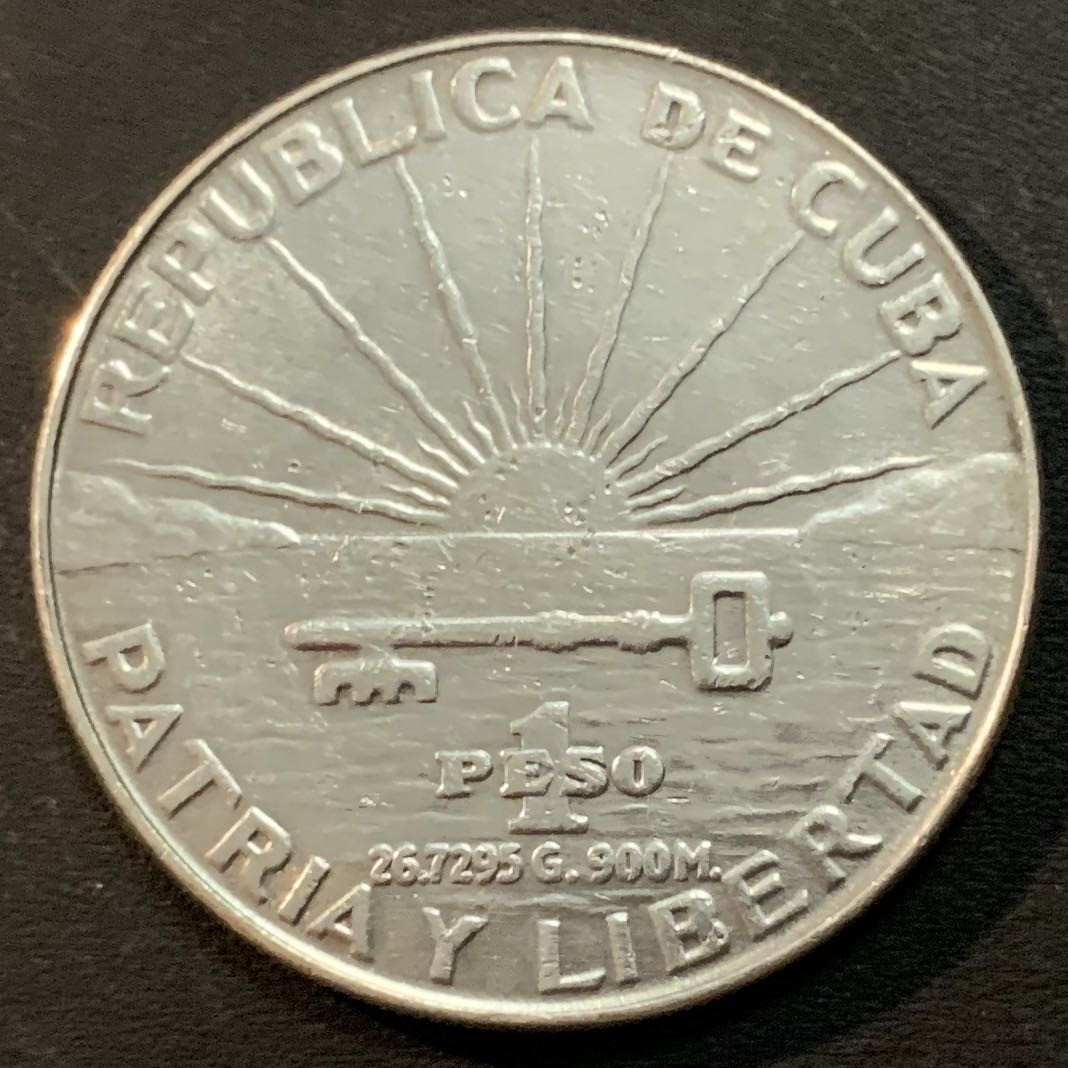 REPUBLICA DE CUBA
1
PESO
26.7295 G. 900M.
PATRIA Y LIBERTAD